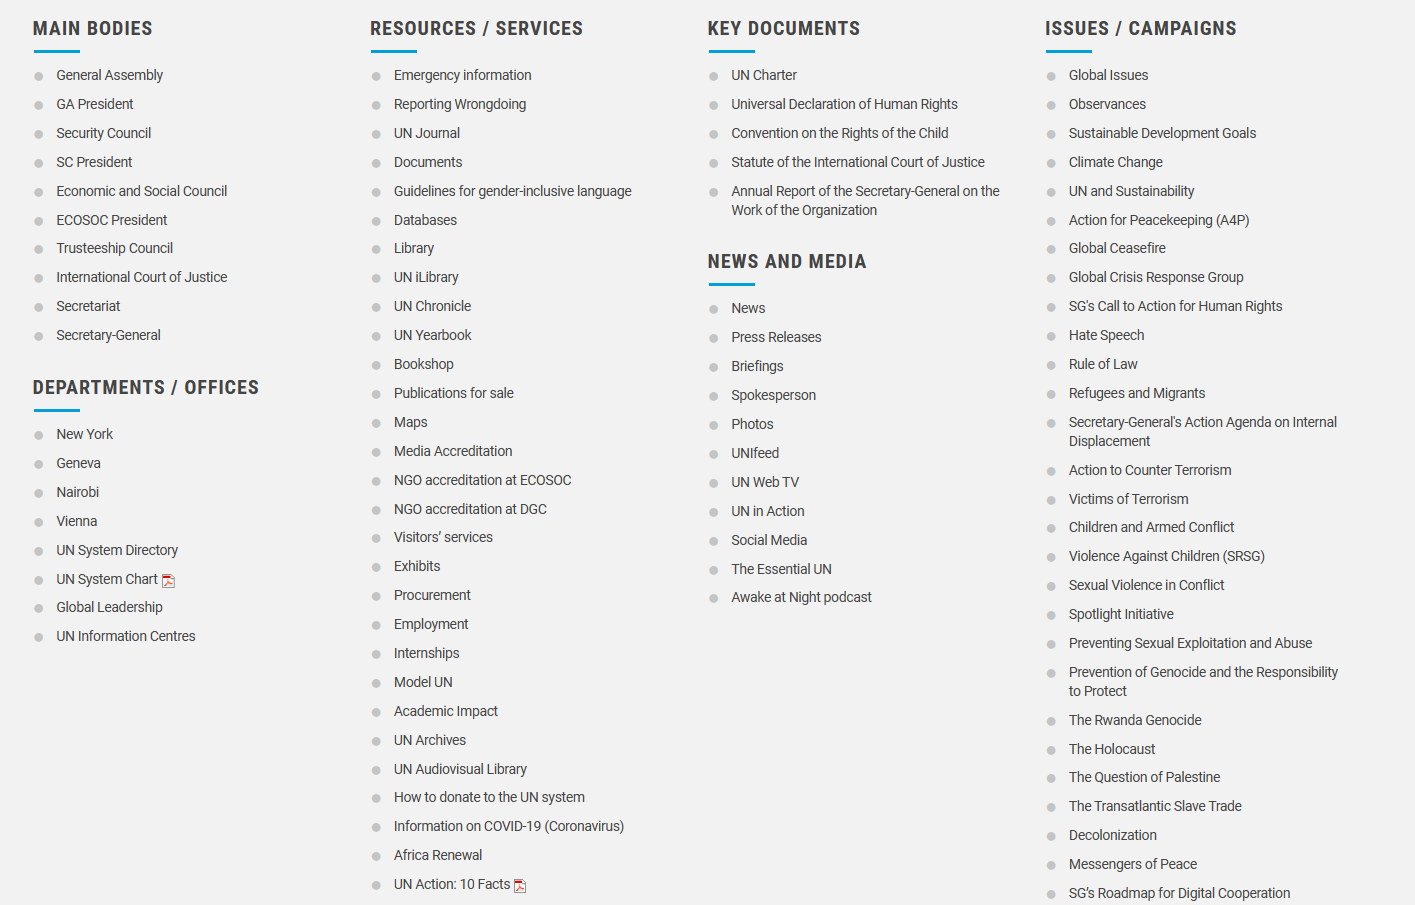 MAIN BODIES
General Assembly
GA President
Security Council
SC President
Economic and Social Council
ECOSOC President
Trusteeship Council
International Court of Justice
Secretariat
Secretary-General
DEPARTMENTS / OFFICES
New York
Geneva
Nairobi
Vienna
UN System Directory
UN System Chart
Global Leadership
UN Information Centres
RESOURCES / SERVICES
Emergency information
Reporting Wrongdoing
UN Journal
Documents
Guidelines for gender-inclusive language
Databases
Library
UN iLibrary
UN Chronicle
UN Yearbook
Bookshop
Publications for sale
Maps
Media Accreditation
NGO accreditation at ECOSOC
NGO accreditation at DGC
Visitors’ services
Exhibits
Procurement
Employment
Internships
Model UN
Academic Impact
UN Archives
UN Audiovisual Library
How to donate to the UN system
Information on COVID-19 (Coronavirus)
Africa Renewal
UN Action: 10 Facts
KEY DOCUMENTS
UN Charter
Universal Declaration of Human Rights
Convention on the Rights of the Child
Statute of the International Court of Justice
Annual Report of the Secretary-General on the
Work of the Organization
NEWS AND MEDIA
News
Press Releases
Briefings
Spokesperson
Photos
UNIfeed
UN Web TV
UN in Action
Social Media
The Essential UN
Awake at Night podcast
ISSUES / CAMPAIGNS
Global Issues
Observances
Sustainable Development Goals
Climate Change
UN and Sustainability
Action for Peacekeeping (A4P)
Global Ceasefire
Global Crisis Response Group
SG's Call to Action for Human Rights
Hate Speech
Rule of Law
Refugees and Migrants
Secretary-General's Action Agenda on Internal
Displacement
Action to Counter Terrorism
Victims of Terrorism
Children and Armed Conflict
Violence Against Children (SRSG)
Sexual Violence in Conflict
Spotlight Initiative
Preventing Sexual Exploitation and Abuse
Prevention of Genocide and the Responsibility
to Protect
The Rwanda Genocide
The Holocaust
The Question of Palestine
The Transatlantic Slave Trade
Decolonization
Messengers of Peace
SG’s Roadmap for Digital Cooperation